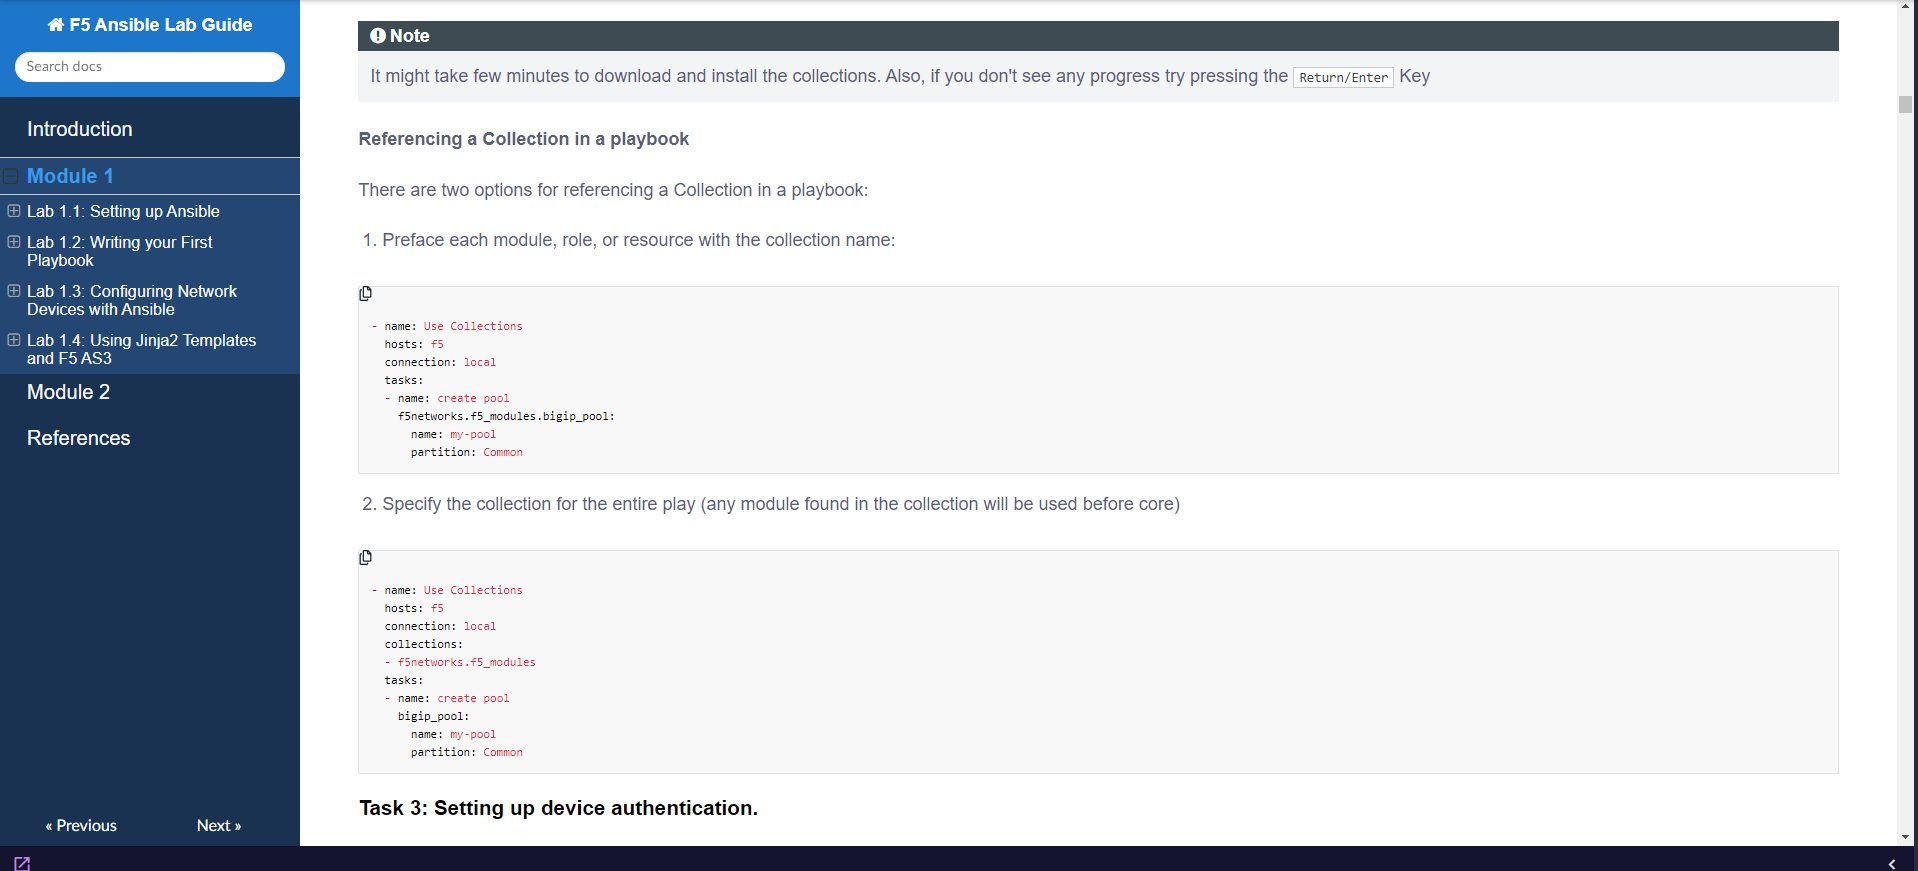 F5 Ansible Lab Guide
Search docs
Introduction
Module 1
Lab 1.1: Setting up Ansible
Lab 1.2: Writing your First
Playbook
Lab 1.3: Configuring Network
Devices with Ansible
Lab 1.4: Using Jinja2 Templates
and F5 AS3
Module 2
References
« Previous
Next »
Note
It might take few minutes to download and install the collections. Also, if you don't see any progress try pressing the Return/Enter Key
Referencing a Collection in a playbook
There are two options for referencing a Collection in a playbook:
1. Preface each module, role, or resource with the collection name:
- name: Use Collections
  hosts: f5
  connection: local
  tasks:
  - name: create pool
    f5networks.f5_modules.bigip_pool:
      name: my-pool
      partition: Common
2. Specify the collection for the entire play (any module found in the collection will be used before core)
- name: Use Collections
  hosts: f5
  connection: local
  collections:
  - f5networks.f5_modules
  tasks:
  - name: create pool
    bigip_pool:
      name: my-pool
      partition: Common
Task 3: Setting up device authentication.